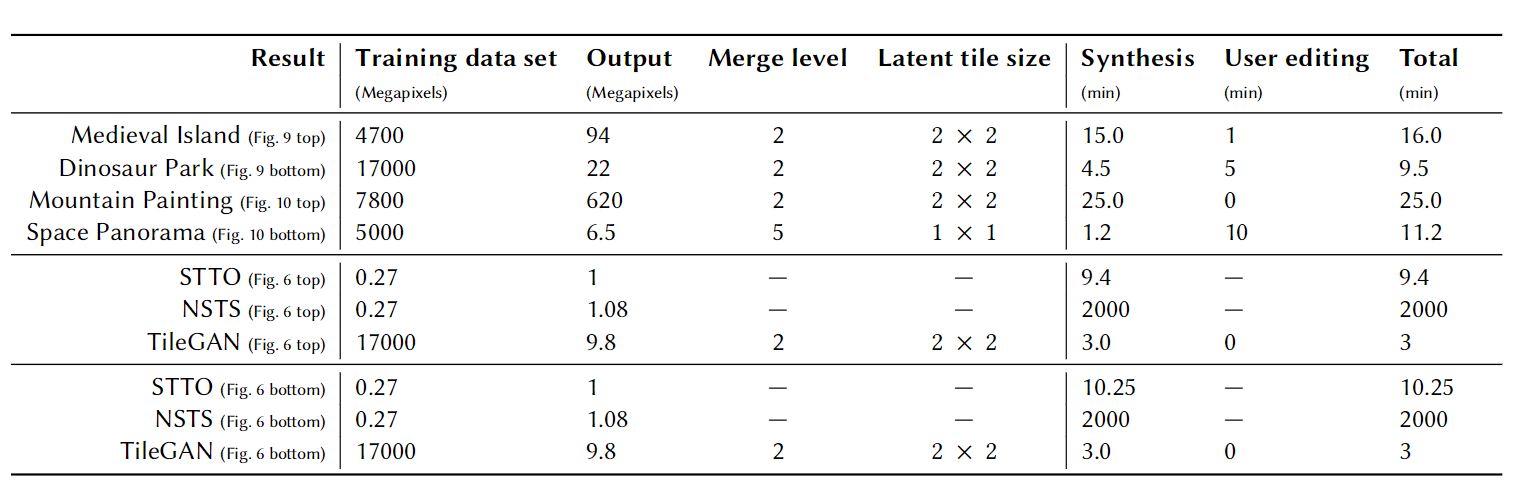 Result Training data set Output Merge level Latent tile size Synthesis User editing Total
(Megapixels) (Megapixels) (min) (min) (min)
Medieval Island (Fig. 9 top) 4700 94 2 2 × 2 15.0 1 16.0
Dinosaur Park (Fig. 9 bottom) 17000 22 2 2 × 2 4.5 5 9.5
Mountain Painting (Fig. 10 top) 7800 620 2 2 × 2 25.0 0 25.0
Space Panorama (Fig. 10 bottom) 5000 6.5 5 1 × 1 1.2 10 11.2
STTO (Fig. 6 top) 0.27 1 — — 9.4 — 9.4
NSTS (Fig. 6 top) 0.27 1.08 — — 2000 — 2000
TileGAN (Fig. 6 top) 17000 9.8 2 2 × 2 3.0 0 3
STTO (Fig. 6 bottom) 0.27 1 — — 10.25 — 10.25
NSTS (Fig. 6 bottom) 0.27 1.08 — — 2000 — 2000
TileGAN (Fig. 6 bottom) 17000 9.8 2 2 × 2 3.0 0 3